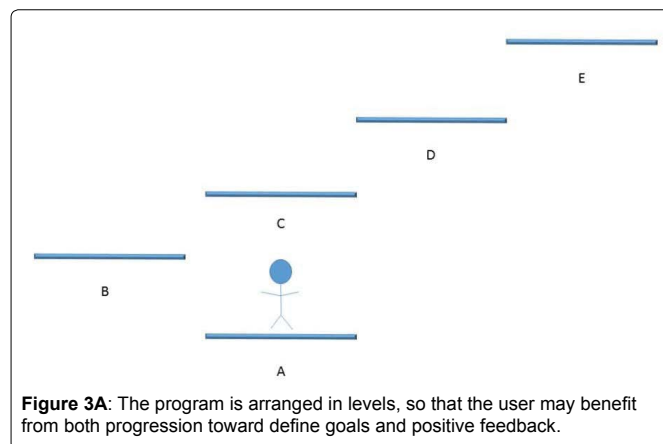 E
D
C
B
A
Figure 3A: The program is arranged in levels, so that the user may benefit
from both progression toward define goals and positive feedback.